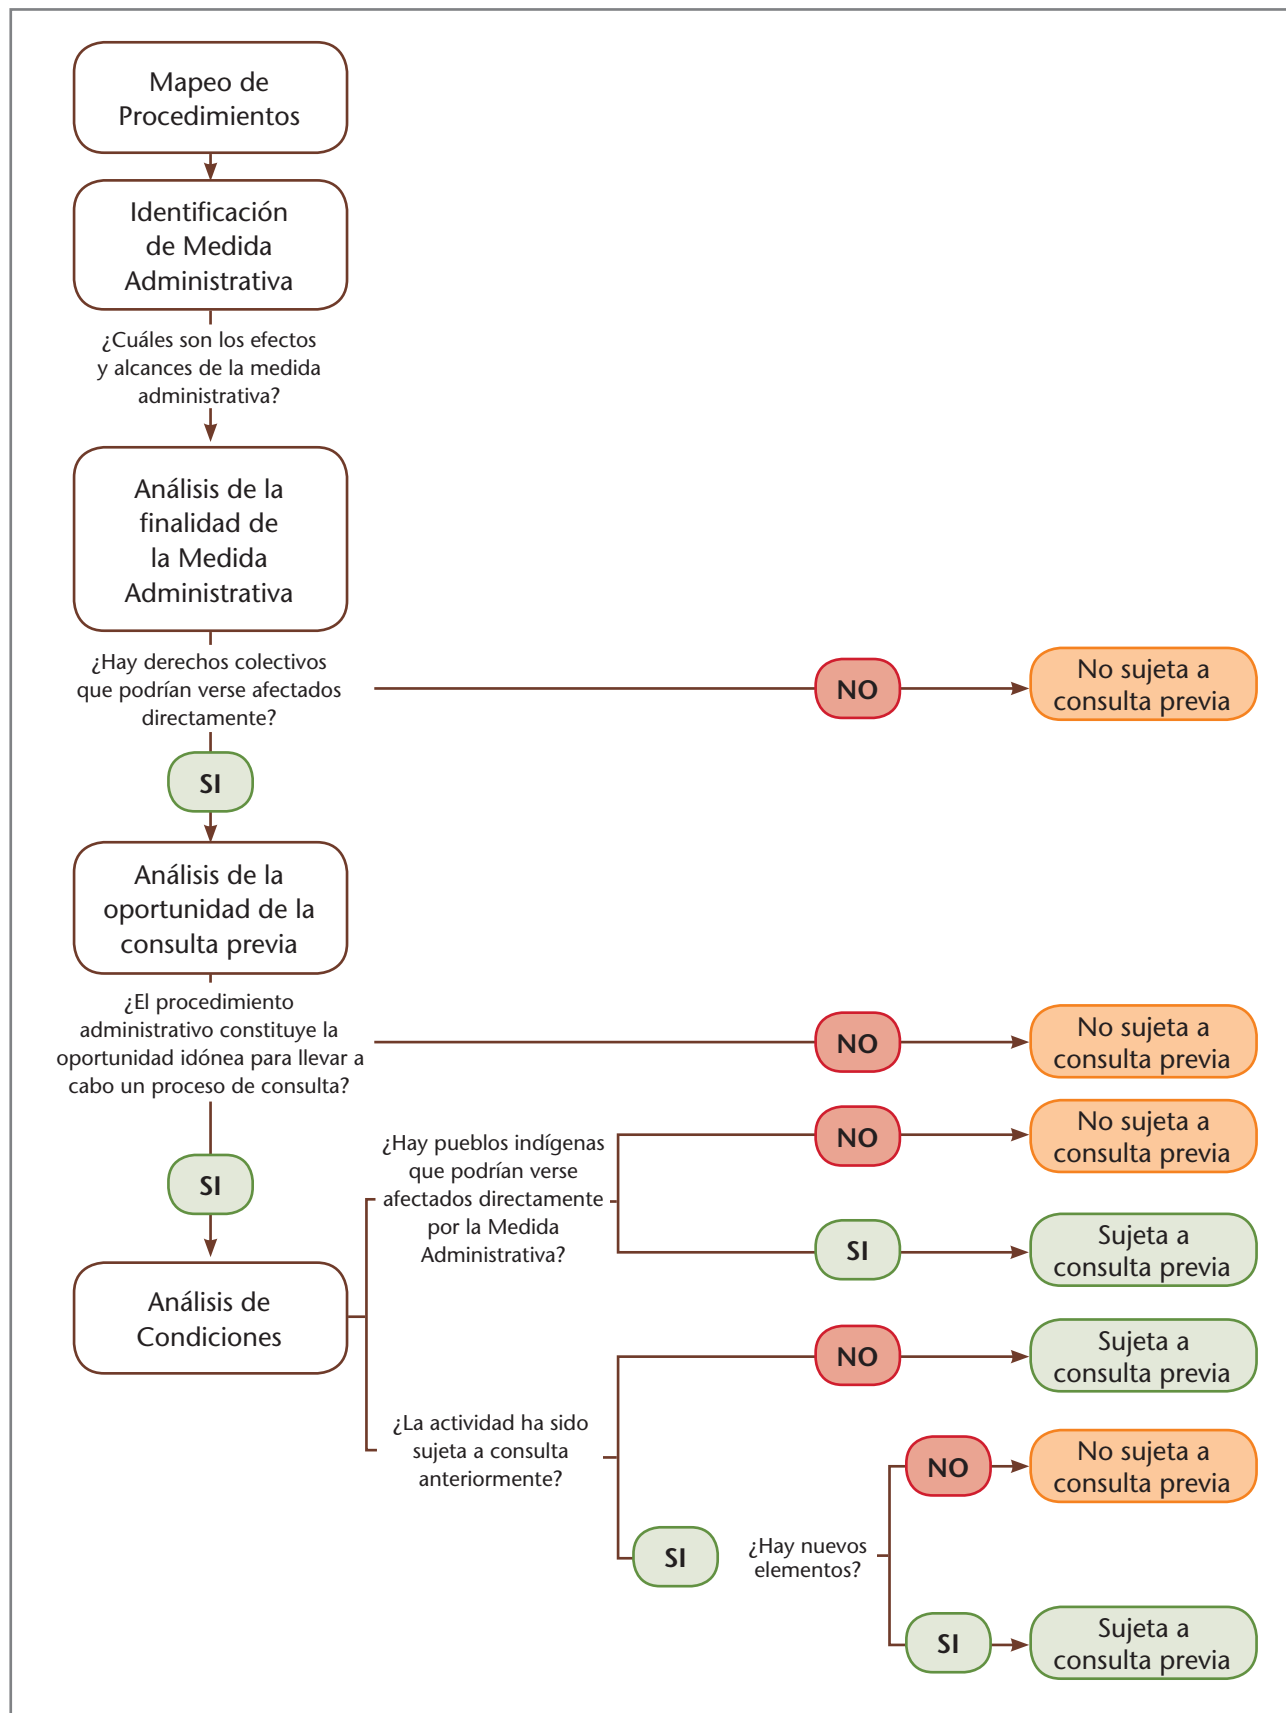 Mapeo de
Procedimientos
Identificación
de Medida
Administrativa
¿Cuáles son los efectos
y alcances de la medida
administrativa?
Análisis de la
finalidad de
la Medida
Administrativa
¿Hay derechos colectivos
que podrían verse afectados
directamente?
NO
No sujeta a
consulta previa
SI
Análisis de la
oportunidad de la
consulta previa
¿El procedimiento
administrativo constituye la
oportunidad idónea para llevar a
cabo un proceso de consulta?
NO
No sujeta a
consulta previa
SI
Análisis de
Condiciones
¿Hay pueblos indígenas
que podrían verse
afectados directamente
por la Medida
Administrativa?
NO
No sujeta a
consulta previa
SI
Sujeta a
consulta previa
¿La actividad ha sido
sujeta a consulta
anteriormente?
NO
Sujeta a
consulta previa
SI
¿Hay nuevos
elementos?
NO
No sujeta a
consulta previa
SI
Sujeta a
consulta previa